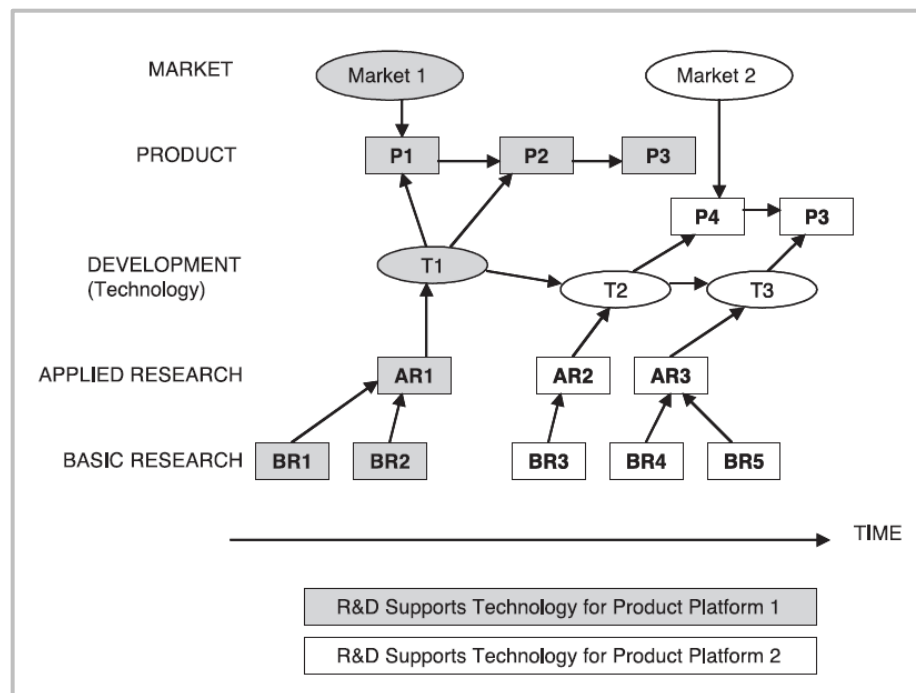 MARKET
Market 1
Market 2
PRODUCT
P1
P2
P3
P4
P3
DEVELOPMENT
(Technology)
T1
T2
T3
APPLIED RESEARCH
AR1
AR2
AR3
BASIC RESEARCH
BR1
BR2
BR3
BR4
BR5
TIME
R&D Supports Technology for Product Platform 1
R&D Supports Technology for Product Platform 2